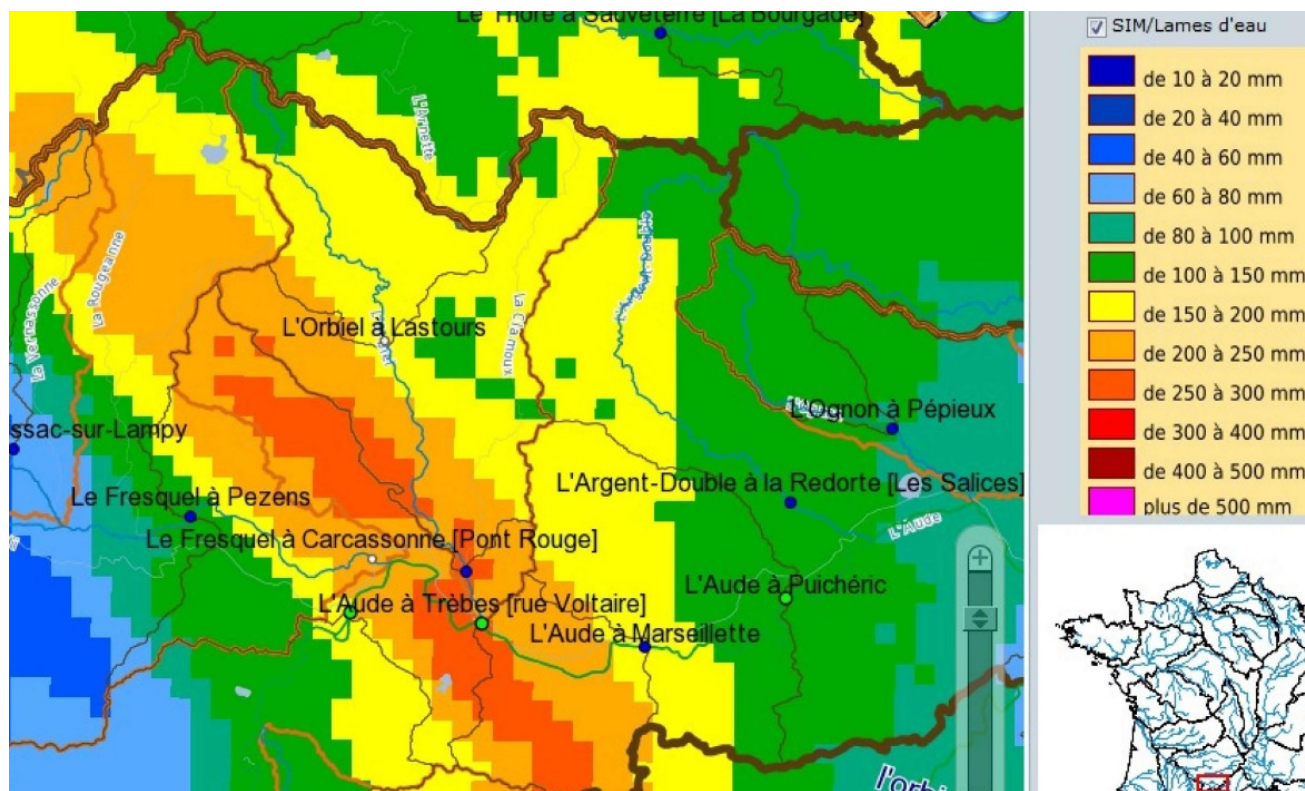 Le Thoré à Sauveterre [La Bourgade]
SIM/Lames d'eau
de 10 à 20 mm
de 20 à 40 mm
de 40 à 60 mm
de 60 à 80 mm
de 80 à 100 mm
de 100 à 150 mm
de 150 à 200 mm
de 200 à 250 mm
de 250 à 300 mm
de 300 à 400 mm
de 400 à 500 mm
plus de 500 mm
L'Arnette
La Rougeanne
La Vernassonne
L'Argent Double
La Clamoux
L'Orbiel à Lastours
L'Ognon à Pépieux
ssac-sur-Lampy
L'Argent-Double à la Redorte [Les Salices]
Le Fresquel à Pezens
L'Aude
Le Fresquel à Carcassonne [Pont Rouge]
L'Aude à Puichéric
L'Aude à Trèbes [rue Voltaire]
L'Aude à Marseillette
l'orbi